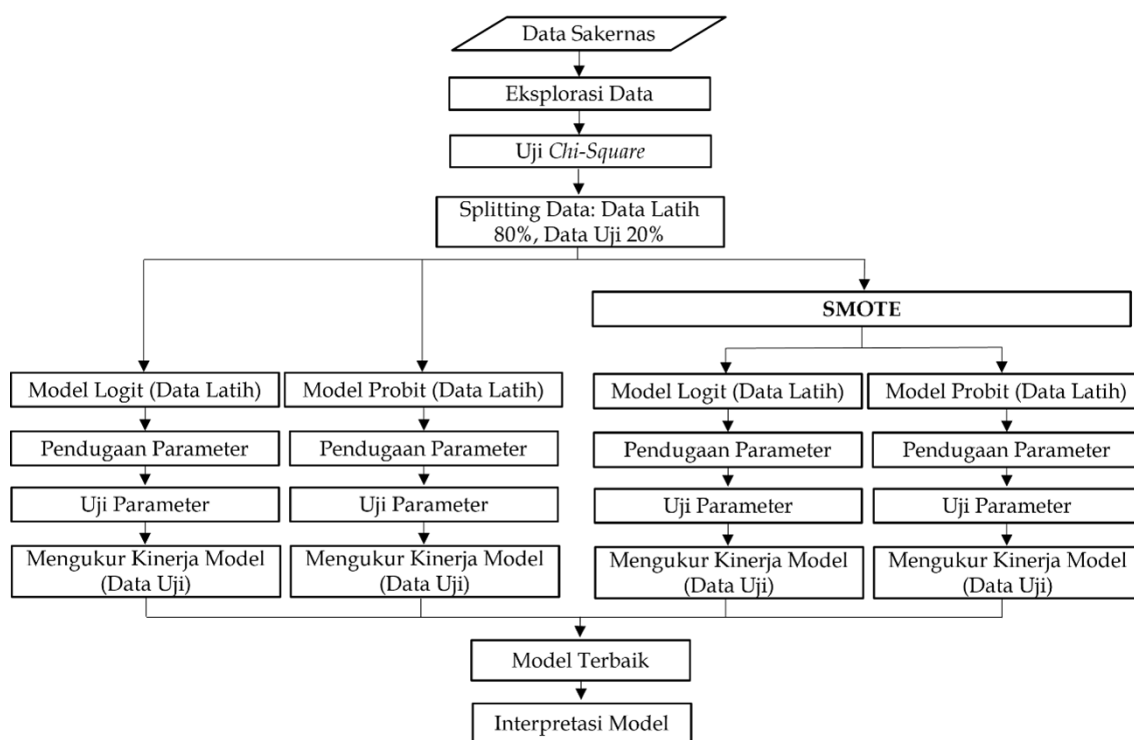 Data Sakernas
Eksplorasi Data
Uji Chi-Square
Splitting Data: Data Latih
80%, Data Uji 20%
SMOTE
Model Logit (Data Latih)
Model Probit (Data Latih)
Model Logit (Data Latih)
Model Probit (Data Latih)
Pendugaan Parameter
Pendugaan Parameter
Pendugaan Parameter
Pendugaan Parameter
Uji Parameter
Uji Parameter
Uji Parameter
Uji Parameter
Mengukur Kinerja Model
(Data Uji)
Mengukur Kinerja Model
(Data Uji)
Mengukur Kinerja Model
(Data Uji)
Mengukur Kinerja Model
(Data Uji)
Model Terbaik
Interpretasi Model